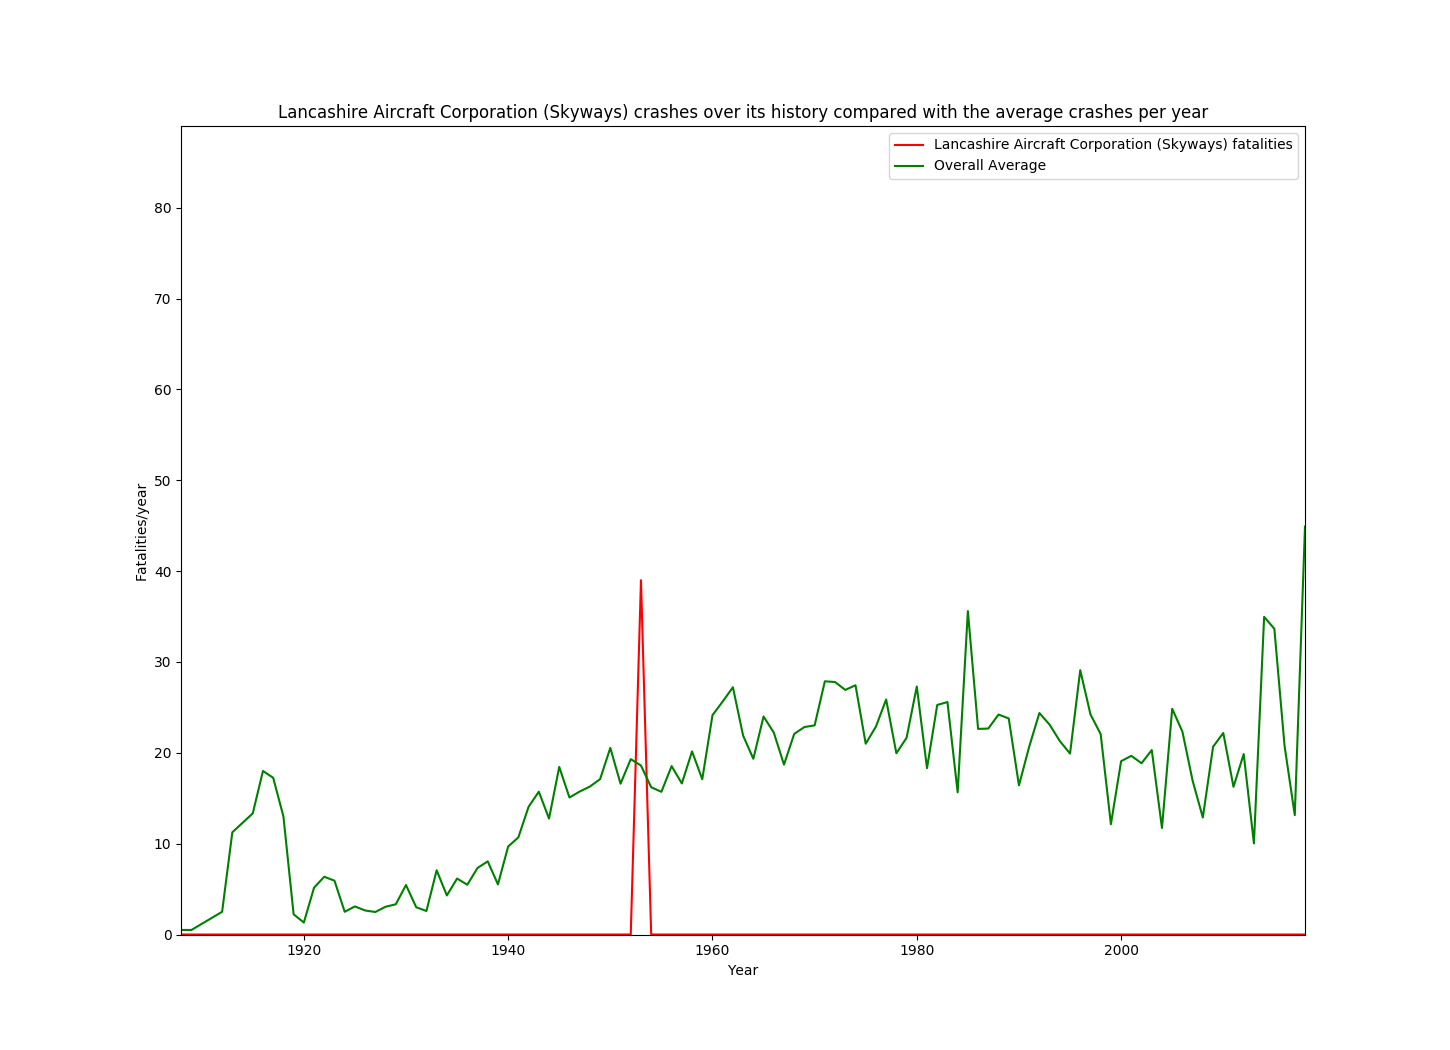 Lancashire Aircraft Corporation (Skyways) crashes over its history compared with the average crashes per year
Lancashire Aircraft Corporation (Skyways) fatalities
Overall Average
80
70
60
50
40
30
20
10
0
Fatalities/year
1920 1940 1960 1980 2000
Year